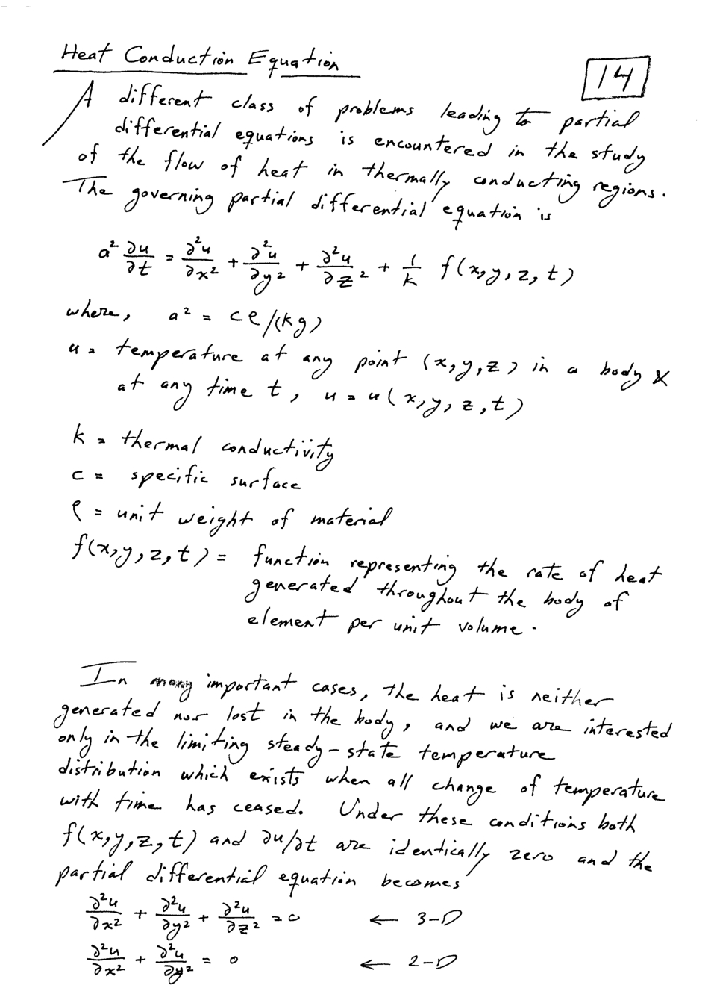 Heat Conduction Equation
14
A different class of problems leading to partial
differential equations is encountered in the study
of the flow of heat in thermally conducting regions.
The governing partial differential equation is
a² ∂u/∂t = ∂²u/∂x² + ∂²u/∂y² + ∂²u/∂z² + 1/k f(x,y,z,t)
where, a² = cρ/(kg)
u = temperature at any point (x,y,z) in a body &
at any time t, u = u(x,y,z,t)
k = thermal conductivity
c = specific surface
ρ = unit weight of material
f(x,y,z,t) = function representing the rate of heat
generated throughout the body of
element per unit volume.
In many important cases, the heat is neither
generated nor lost in the body, and we are interested
only in the limiting steady-state temperature
distribution which exists when all change of temperature
with time has ceased. Under these conditions both
f(x,y,z,t) and ∂u/∂t are identically zero and the
partial differential equation becomes
∂²u/∂x² + ∂²u/∂y² + ∂²u/∂z² = 0 ← 3-D
∂²u/∂x² + ∂²u/∂y² = 0 ← 2-D